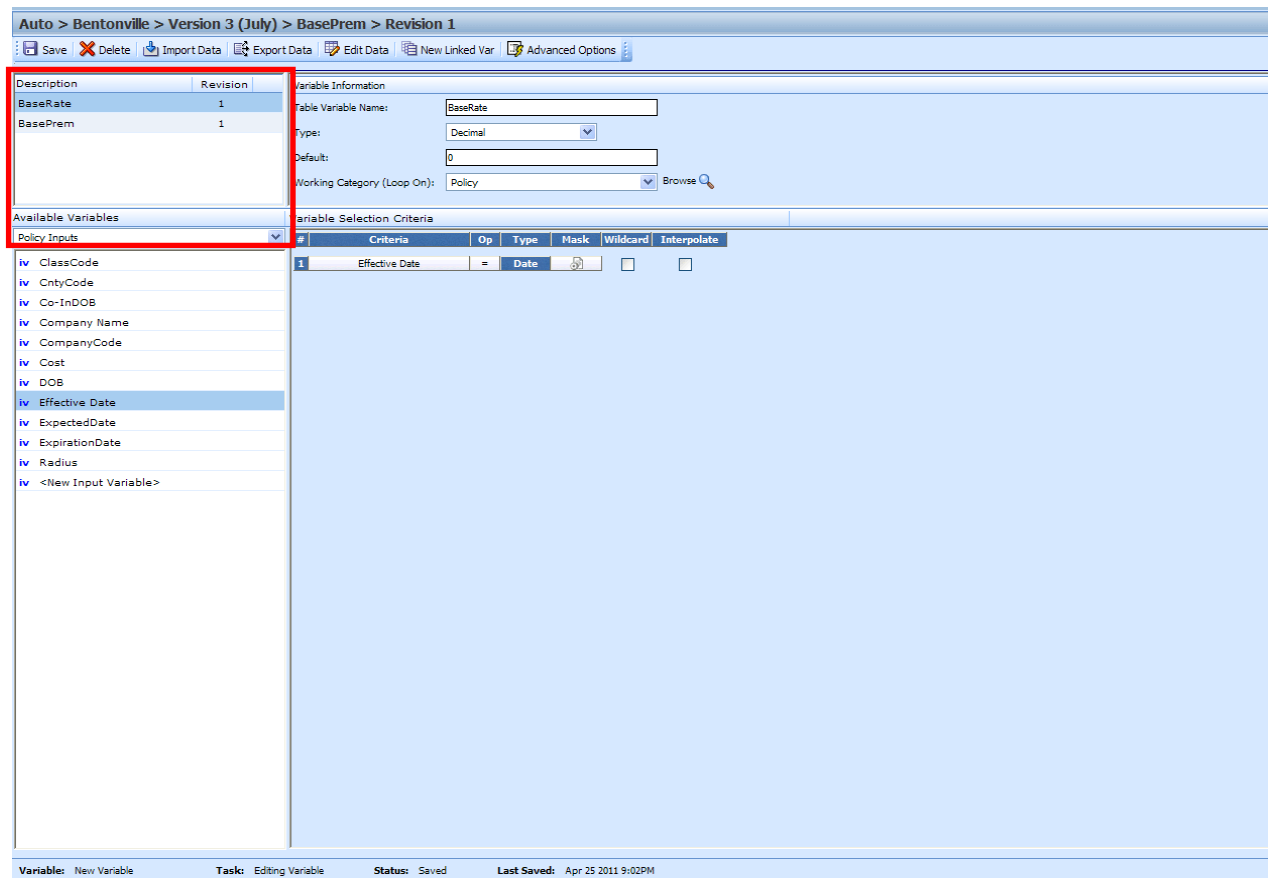 Auto > Bentonville > Version 3 (July) > BasePrem > Revision 1
Save Delete Import Data Export Data Edit Data New Linked Var Advanced Options
Description Revision
BaseRate 1
BasePrem 1
Variable Information
Table Variable Name: BaseRate
Type: Decimal
Default: 0
Working Category (Loop On): Policy Browse
Available Variables
Policy Inputs
iv ClassCode
iv CntyCode
iv Co-InDOB
iv Company Name
iv CompanyCode
iv Cost
iv DOB
iv Effective Date
iv ExpectedDate
iv ExpirationDate
iv Radius
iv <New Input Variable>
Variable Selection Criteria
# Criteria Op Type Mask Wildcard Interpolate
1 Effective Date = Date
Variable: New Variable Task: Editing Variable Status: Saved Last Saved: Apr 25 2011 9:02PM